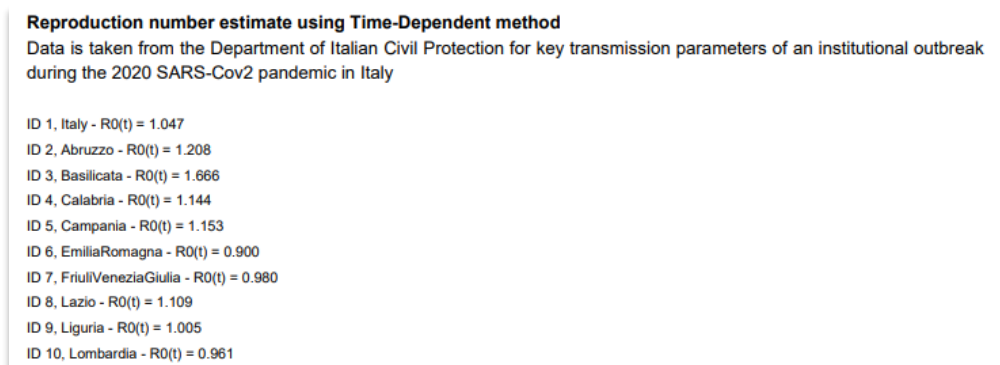 Reproduction number estimate using Time-Dependent method
Data is taken from the Department of Italian Civil Protection for key transmission parameters of an institutional outbreak
during the 2020 SARS-Cov2 pandemic in Italy
ID 1, Italy - R0(t) = 1.047
ID 2, Abruzzo - R0(t) = 1.208
ID 3, Basilicata - R0(t) = 1.666
ID 4, Calabria - R0(t) = 1.144
ID 5, Campania - R0(t) = 1.153
ID 6, EmiliaRomagna - R0(t) = 0.900
ID 7, FriuliVeneziaGiulia - R0(t) = 0.980
ID 8, Lazio - R0(t) = 1.109
ID 9, Liguria - R0(t) = 1.005
ID 10, Lombardia - R0(t) = 0.961